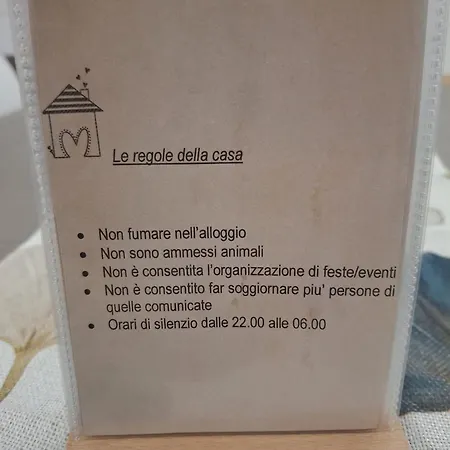 Le regole della casa
• Non fumare nell'alloggio
• Non sono ammessi animali
• Non è consentita l'organizzazione di feste/eventi
• Non è consentito far soggiornare piu' persone di
quelle comunicate
• Orari di silenzio dalle 22.00 alle 06.00